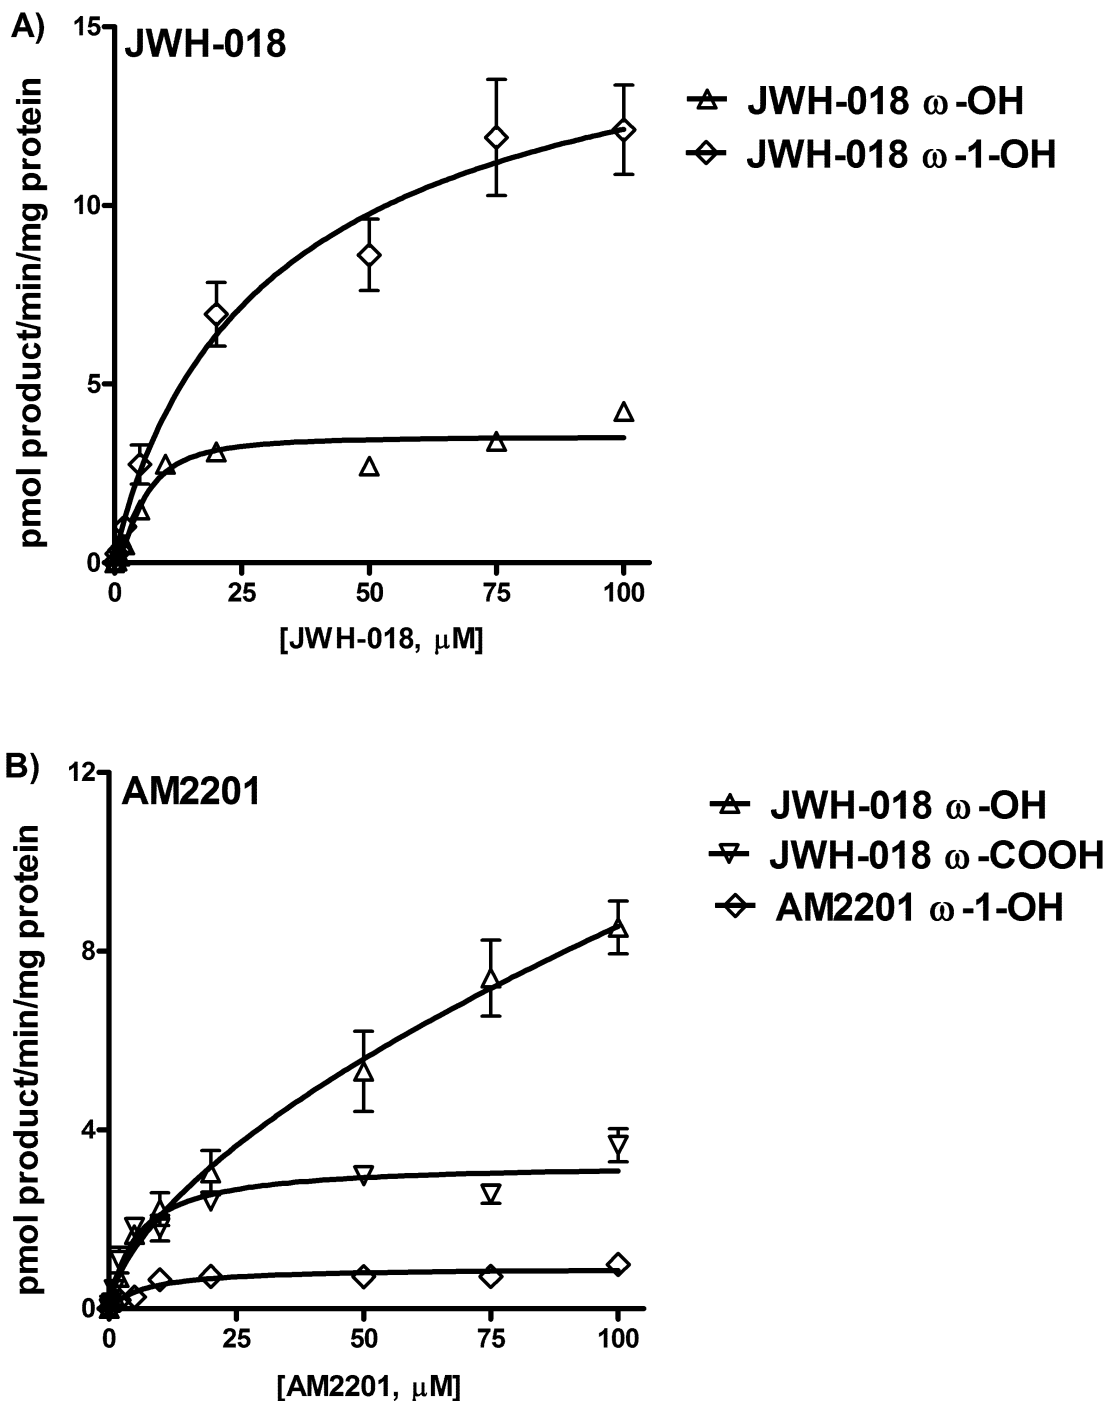 A)
JWH-018
15
10
5
0
pmol product/min/mg protein
JWH-018 ω-OH
JWH-018 ω-1-OH
0 25 50 75 100
[JWH-018, μM]
B)
AM2201
12
8
4
0
pmol product/min/mg protein
JWH-018 ω-OH
JWH-018 ω-COOH
AM2201 ω-1-OH
0 25 50 75 100
[AM2201, μM]